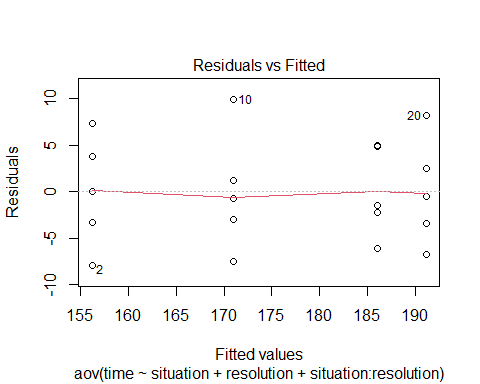 Residuals vs Fitted
10
5
0
-5
-10
Residuals
10
20
2
155 160 165 170 175 180 185 190
Fitted values
aov(time ~ situation + resolution + situation:resolution)